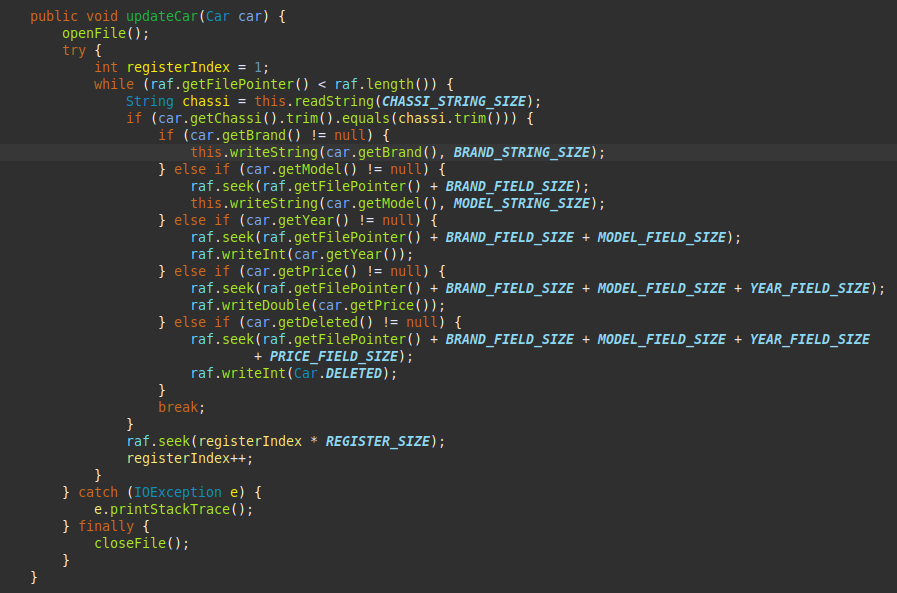 public void updateCar(Car car) {
openFile();
try {
int registerIndex = 1;
while (raf.getFilePointer() < raf.length()) {
String chassi = this.readString(CHASSI_STRING_SIZE);
if (car.getChassi().trim().equals(chassi.trim())) {
if (car.getBrand() != null) {
this.writeString(car.getBrand(), BRAND_STRING_SIZE);
} else if (car.getModel() != null) {
raf.seek(raf.getFilePointer() + BRAND_FIELD_SIZE);
this.writeString(car.getModel(), MODEL_STRING_SIZE);
} else if (car.getYear() != null) {
raf.seek(raf.getFilePointer() + BRAND_FIELD_SIZE + MODEL_FIELD_SIZE);
raf.writeInt(car.getYear());
} else if (car.getPrice() != null) {
raf.seek(raf.getFilePointer() + BRAND_FIELD_SIZE + MODEL_FIELD_SIZE + YEAR_FIELD_SIZE);
raf.writeDouble(car.getPrice());
} else if (car.getDeleted() != null) {
raf.seek(raf.getFilePointer() + BRAND_FIELD_SIZE + MODEL_FIELD_SIZE + YEAR_FIELD_SIZE
+ PRICE_FIELD_SIZE);
raf.writeInt(Car.DELETED);
}
break;
}
raf.seek(registerIndex * REGISTER_SIZE);
registerIndex++;
}
} catch (IOException e) {
e.printStackTrace();
} finally {
closeFile();
}
}